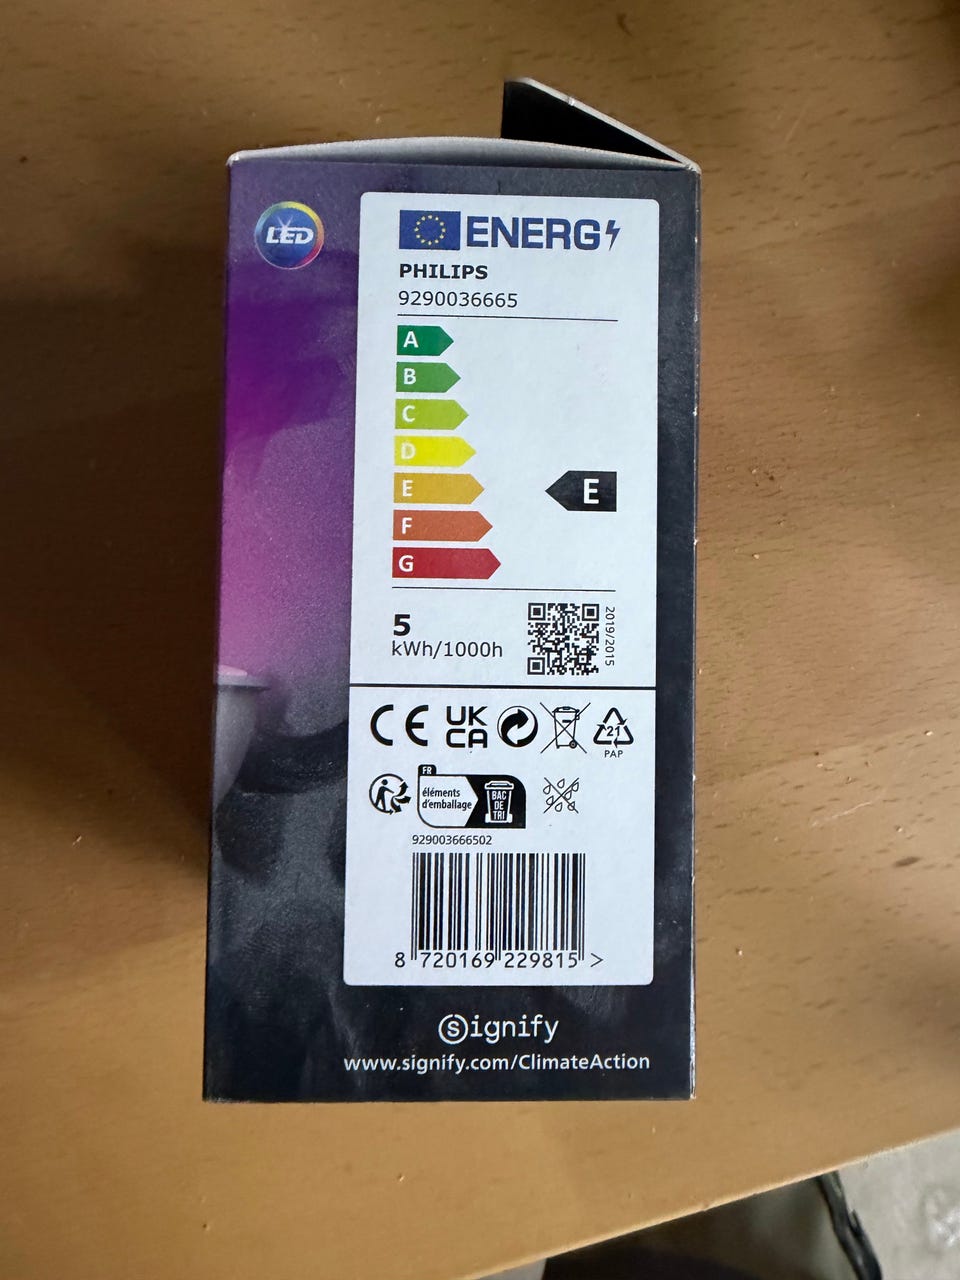 LED
ENERG
PHILIPS
9290036665
A
B
C
D
E
E
F
G
5
kWh/1000h
2019/2015
CE UK CA
21
PAP
FR
éléments
d'emballage
BAC
DE
TRI
929003666502
8 720169 229815 >
Signify
www.signify.com/ClimateAction